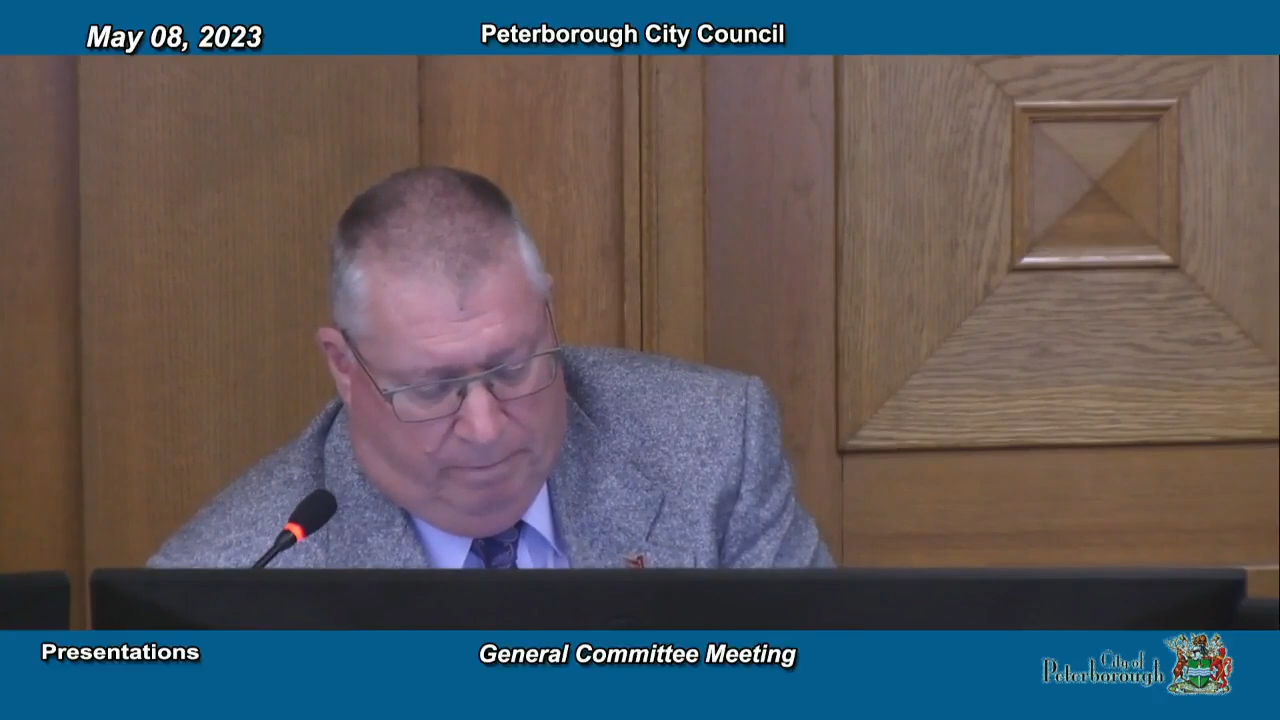 May 08, 2023
Peterborough City Council
Presentations
General Committee Meeting
City of
Peterborough